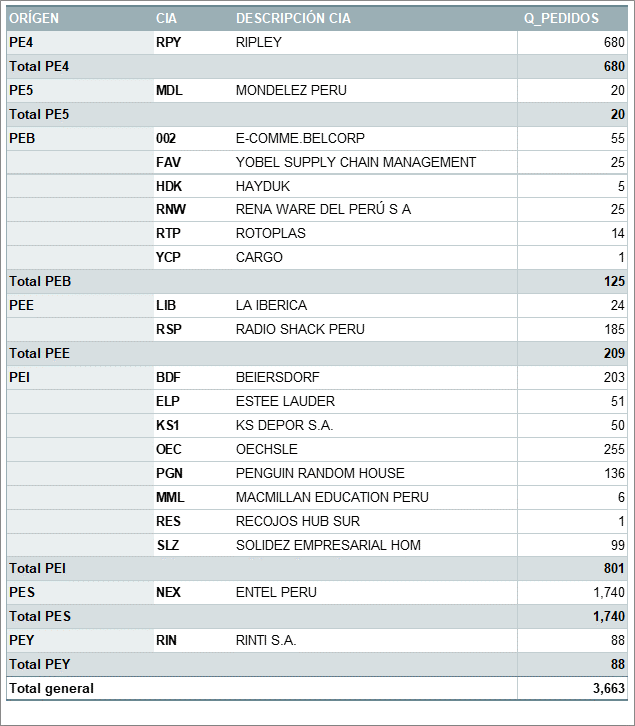 ORÍGEN CIA DESCRIPCIÓN CIA Q_PEDIDOS
PE4 RPY RIPLEY 680
Total PE4 680
PE5 MDL MONDELEZ PERU 20
Total PE5 20
PEB 002 E-COMME.BELCORP 55
FAV YOBEL SUPPLY CHAIN MANAGEMENT 25
HDK HAYDUK 5
RNW RENA WARE DEL PERÚ S A 25
RTP ROTOPLAS 14
YCP CARGO 1
Total PEB 125
PEE LIB LA IBERICA 24
RSP RADIO SHACK PERU 185
Total PEE 209
PEI BDF BEIERSDORF 203
ELP ESTEE LAUDER 51
KS1 KS DEPOR S.A. 50
OEC OECHSLE 255
PGN PENGUIN RANDOM HOUSE 136
MML MACMILLAN EDUCATION PERU 6
RES RECOJOS HUB SUR 1
SLZ SOLIDEZ EMPRESARIAL HOM 99
Total PEI 801
PES NEX ENTEL PERU 1,740
Total PES 1,740
PEY RIN RINTI S.A. 88
Total PEY 88
Total general 3,663